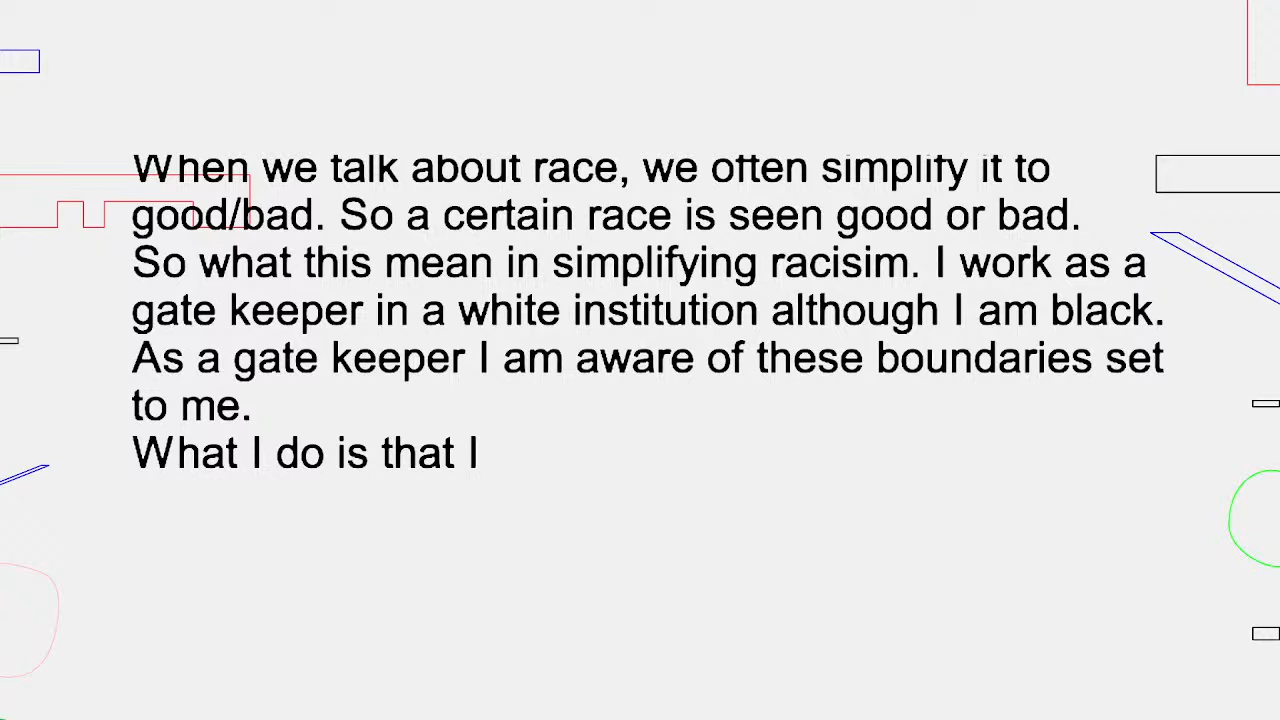 When we talk about race, we often simplify it to
good/bad. So a certain race is seen good or bad.
So what this mean in simplifying racisim. I work as a
gate keeper in a white institution although I am black.
As a gate keeper I am aware of these boundaries set
to me.
What I do is that I